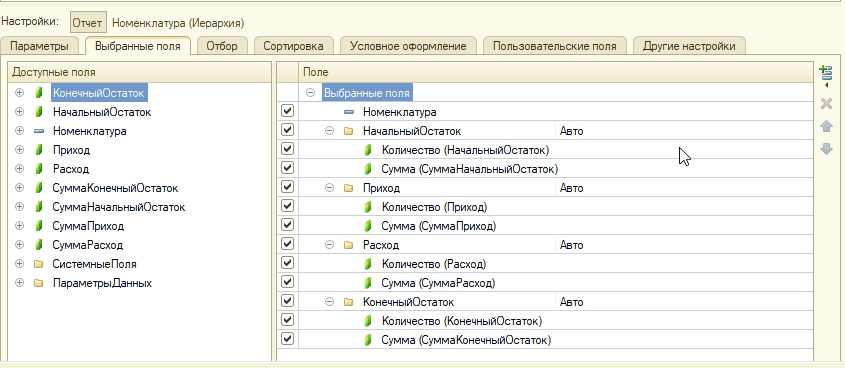 Настройки: Отчет Номенклатура (Иерархия)
Параметры Выбранные поля Отбор Сортировка Условное оформление Пользовательские поля Другие настройки
Доступные поля
КонечныйОстаток
НачальныйОстаток
Номенклатура
Приход
Расход
СуммаКонечныйОстаток
СуммаНачальныйОстаток
СуммаПриход
СуммаРасход
СистемныеПоля
ПараметрыДанных
Поле
Выбранные поля
Номенклатура
НачальныйОстаток Авто
Количество (НачальныйОстаток)
Сумма (СуммаНачальныйОстаток)
Приход Авто
Количество (Приход)
Сумма (СуммаПриход)
Расход Авто
Количество (Расход)
Сумма (СуммаРасход)
КонечныйОстаток Авто
Количество (КонечныйОстаток)
Сумма (СуммаКонечныйОстаток)